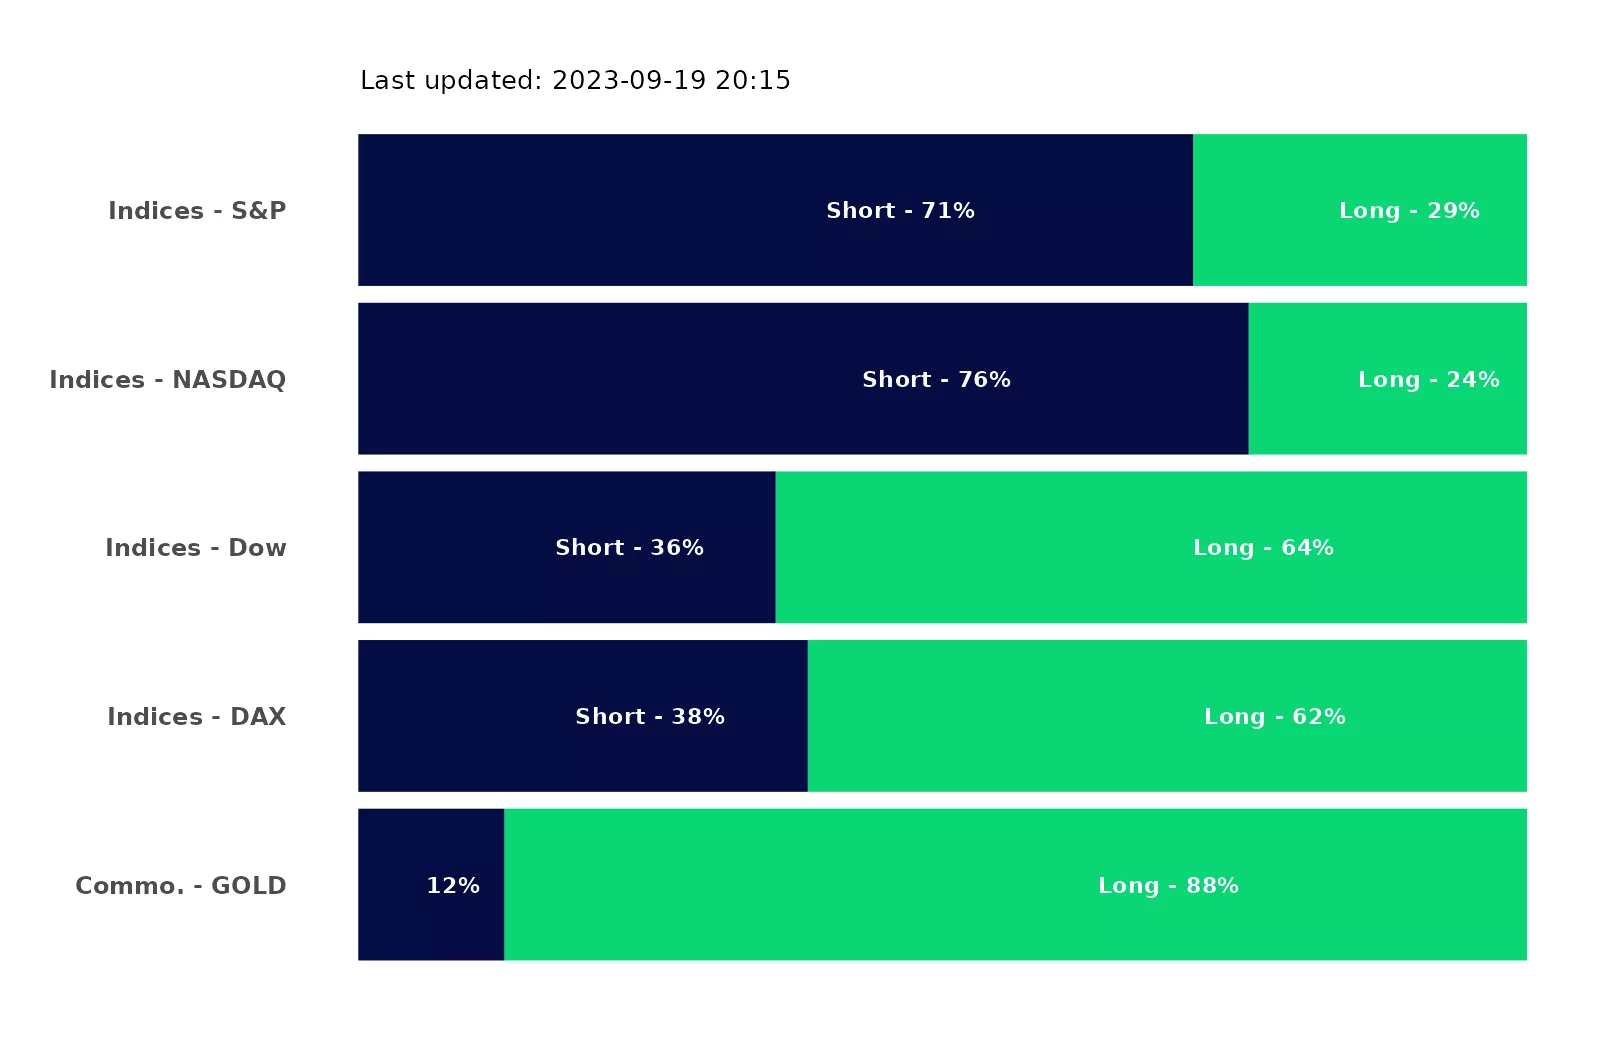 Last updated: 2023-09-19 20:15
Indices - S&P Short - 71% Long - 29%
Indices - NASDAQ Short - 76% Long - 24%
Indices - Dow Short - 36% Long - 64%
Indices - DAX Short - 38% Long - 62%
Commo. - GOLD 12% Long - 88%